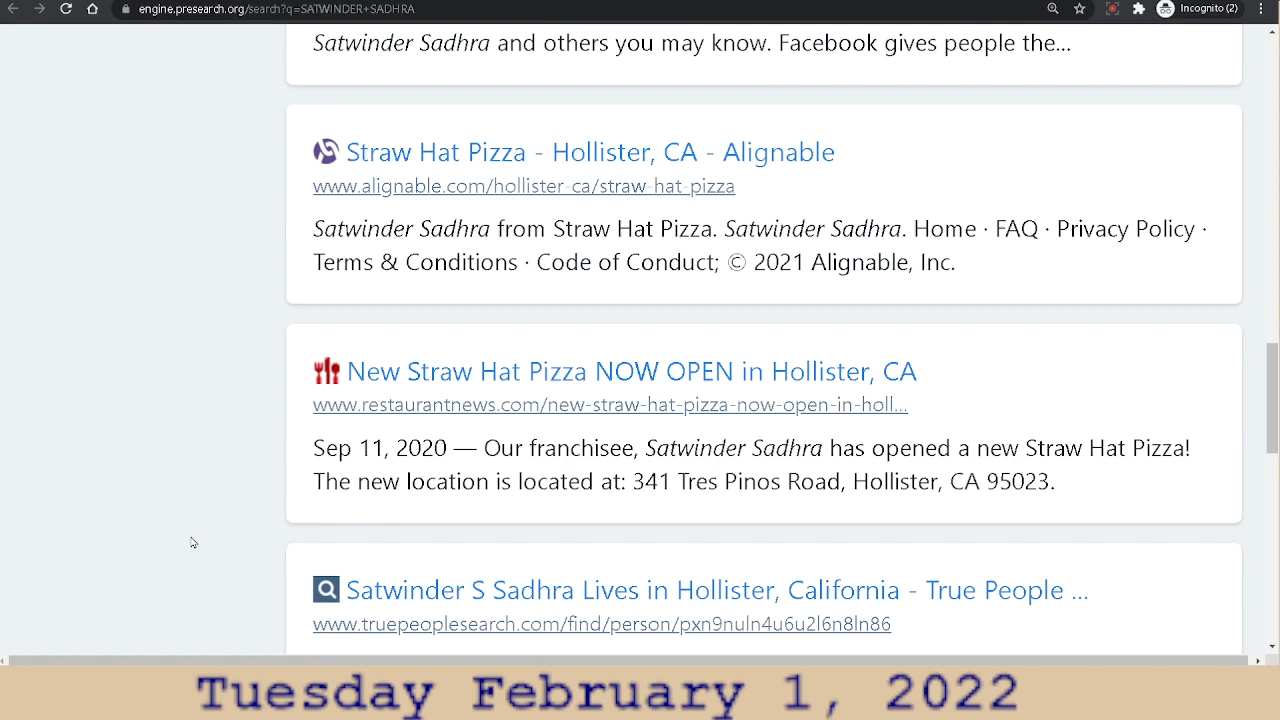 engine.presearch.org/search?q=SATWINDER+SADHRA
Incognito (2)
Satwinder Sadhra and others you may know. Facebook gives people the...
Straw Hat Pizza - Hollister, CA - Alignable
www.alignable.com/hollister-ca/straw-hat-pizza
Satwinder Sadhra from Straw Hat Pizza. Satwinder Sadhra. Home · FAQ · Privacy Policy ·
Terms & Conditions · Code of Conduct; © 2021 Alignable, Inc.
New Straw Hat Pizza NOW OPEN in Hollister, CA
www.restaurantnews.com/new-straw-hat-pizza-now-open-in-holl...
Sep 11, 2020 — Our franchisee, Satwinder Sadhra has opened a new Straw Hat Pizza!
The new location is located at: 341 Tres Pinos Road, Hollister, CA 95023.
Satwinder S Sadhra Lives in Hollister, California - True People ...
www.truepeoplesearch.com/find/person/pxn9nuln4u6u2l6n8ln86
Tuesday February 1, 2022